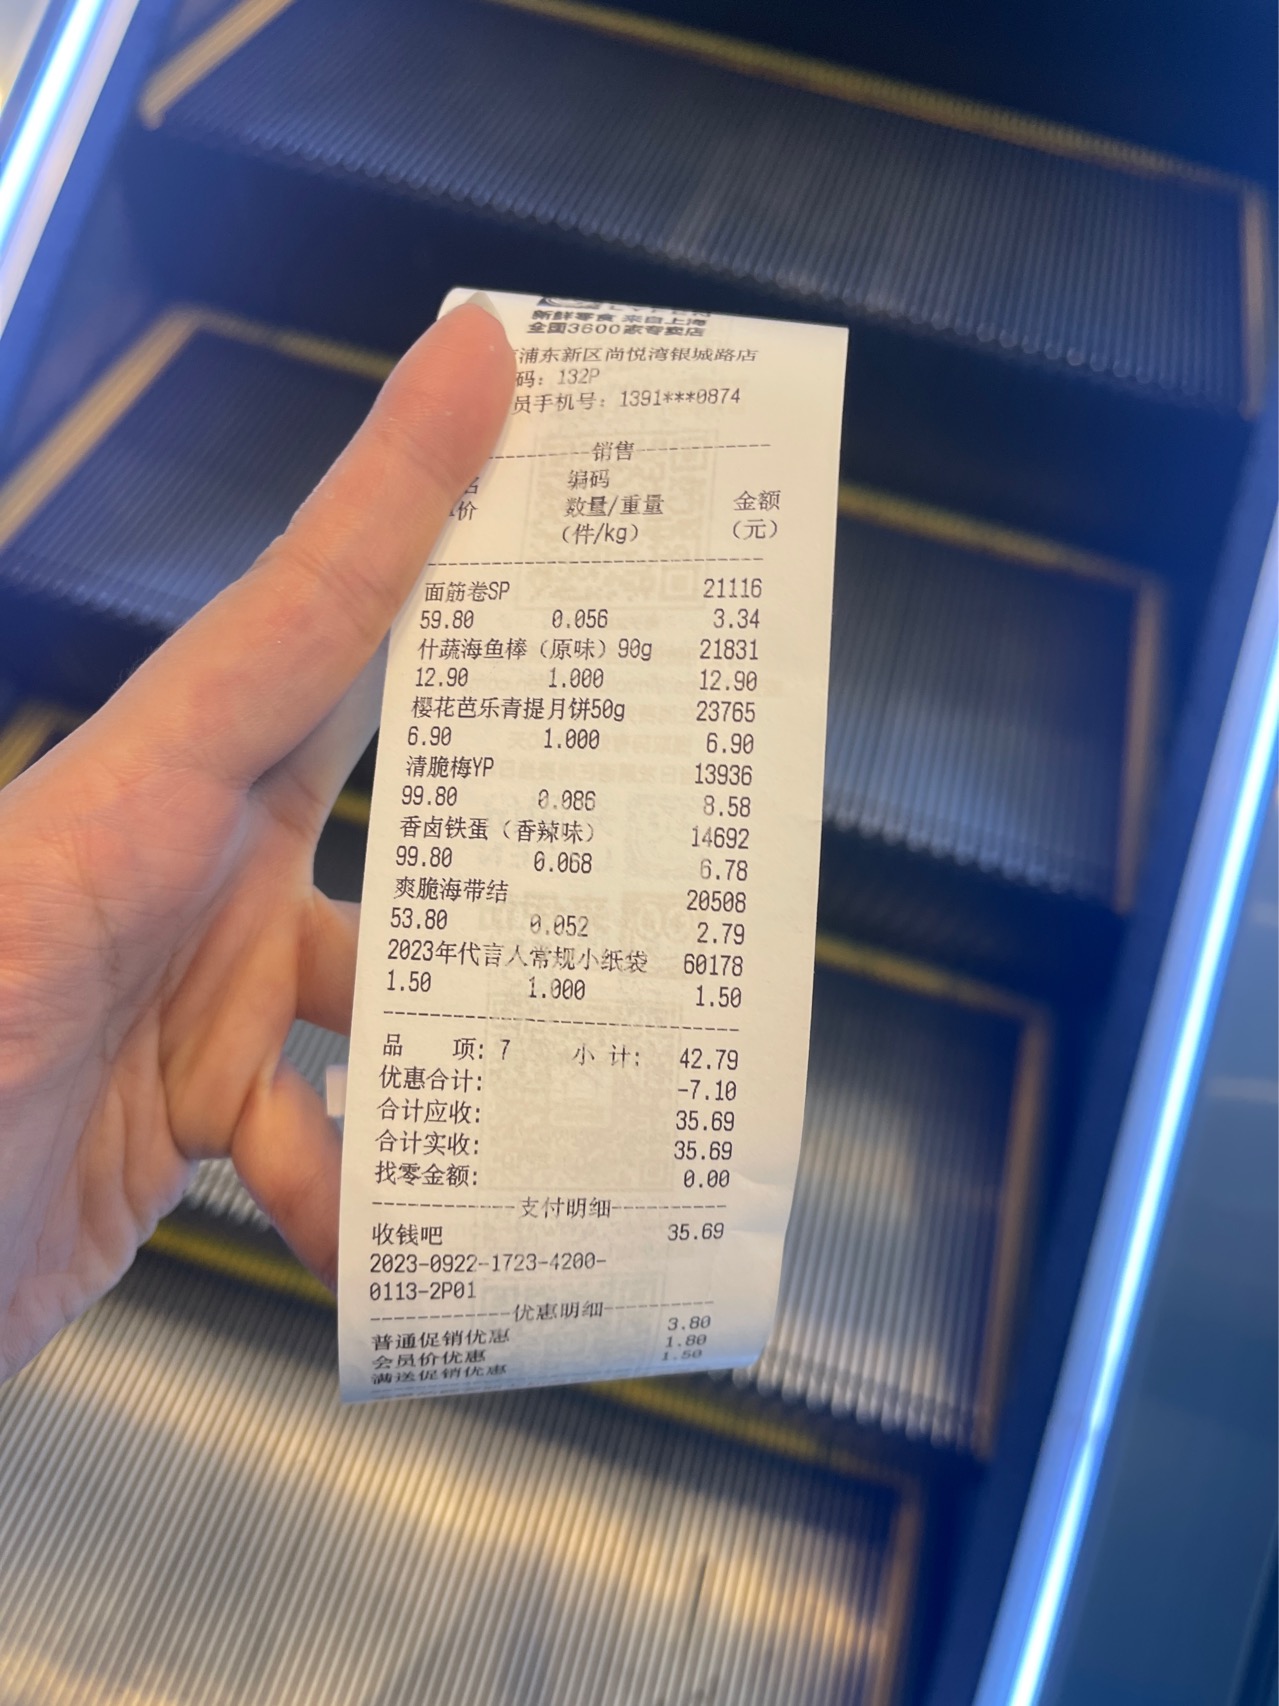 新鲜零食 来自上海
全国3600家专卖店
浦东新区尚悦湾银城路店
码：132P
员手机号：1391***0874
销售
名 编码
价 数量/重量 金额
（件/kg） （元）
面筋卷SP 21116
59.80 0.056 3.34
什蔬海鱼棒（原味）90g 21831
12.90 1.000 12.90
樱花芭乐青提月饼50g 23765
6.90 1.000 6.90
清脆梅YP 13936
99.80 0.086 8.58
香卤铁蛋（香辣味） 14692
99.80 0.068 6.78
爽脆海带结 20508
53.80 0.052 2.79
2023年代言人常规小纸袋 60178
1.50 1.000 1.50
品 项: 7 小 计: 42.79
优惠合计: -7.10
合计应收: 35.69
合计实收: 35.69
找零金额: 0.00
支付明细
收钱吧 35.69
2023-0922-1723-4200-
0113-2P01
优惠明细
普通促销优惠 3.80
会员价优惠 1.80
满送促销优惠 1.50